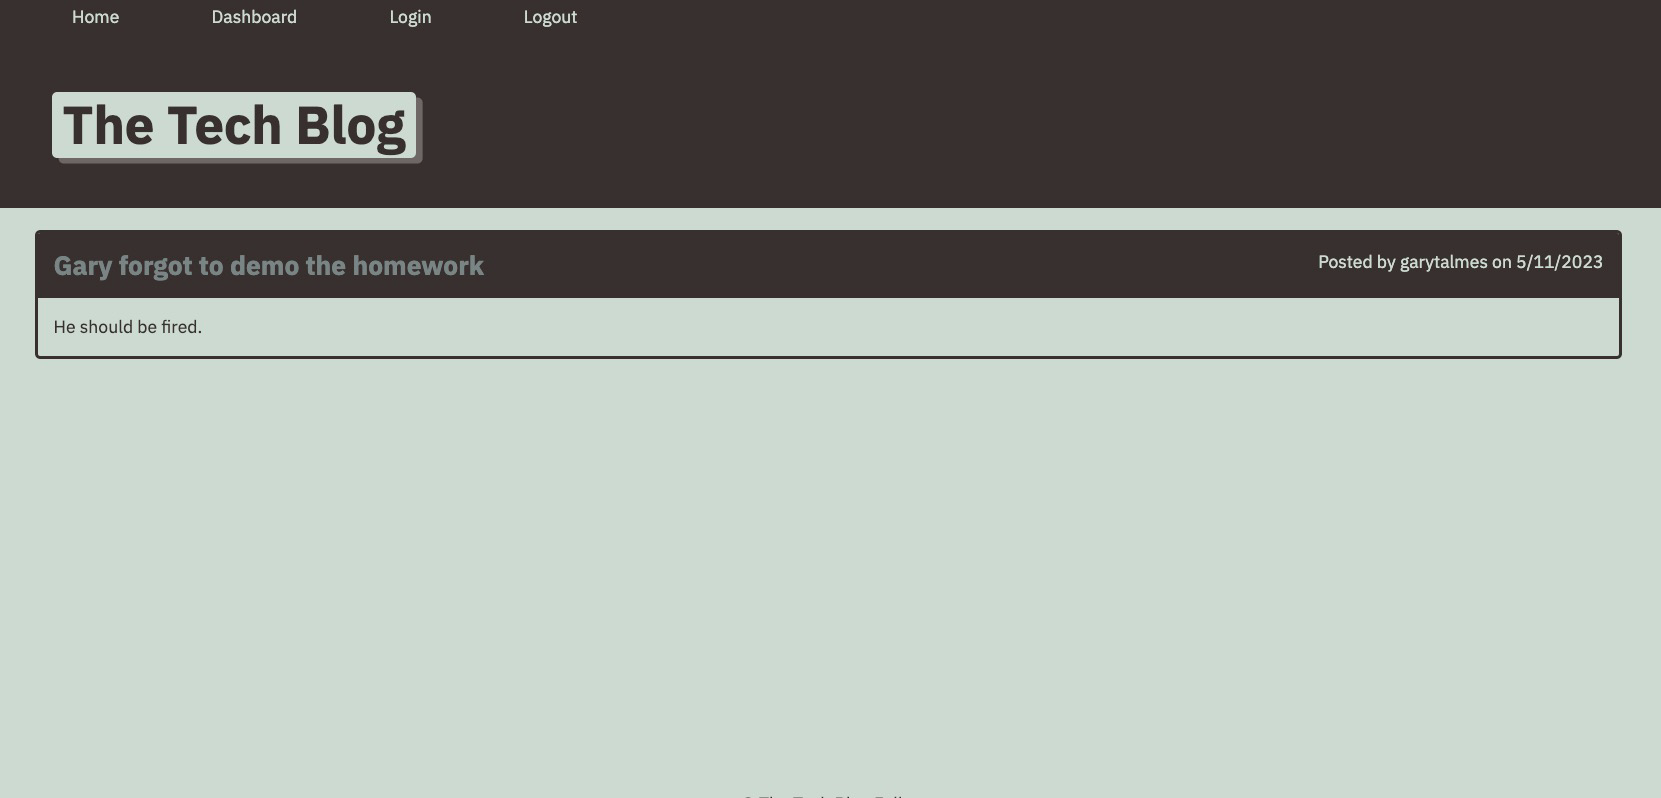 Home Dashboard Login Logout
The Tech Blog
Gary forgot to demo the homework
Posted by garytalmes on 5/11/2023
He should be fired.